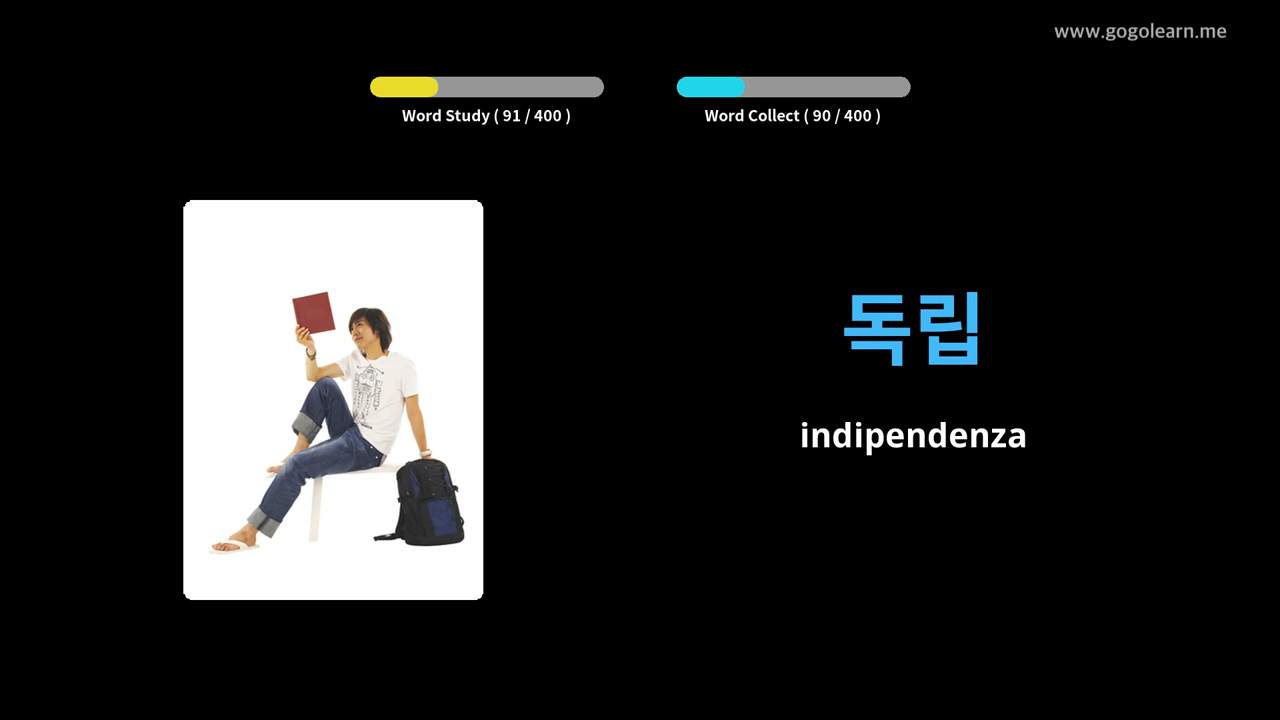 www.gogolearn.me
Word Study ( 91 / 400 )
Word Collect ( 90 / 400 )
독립
indipendenza